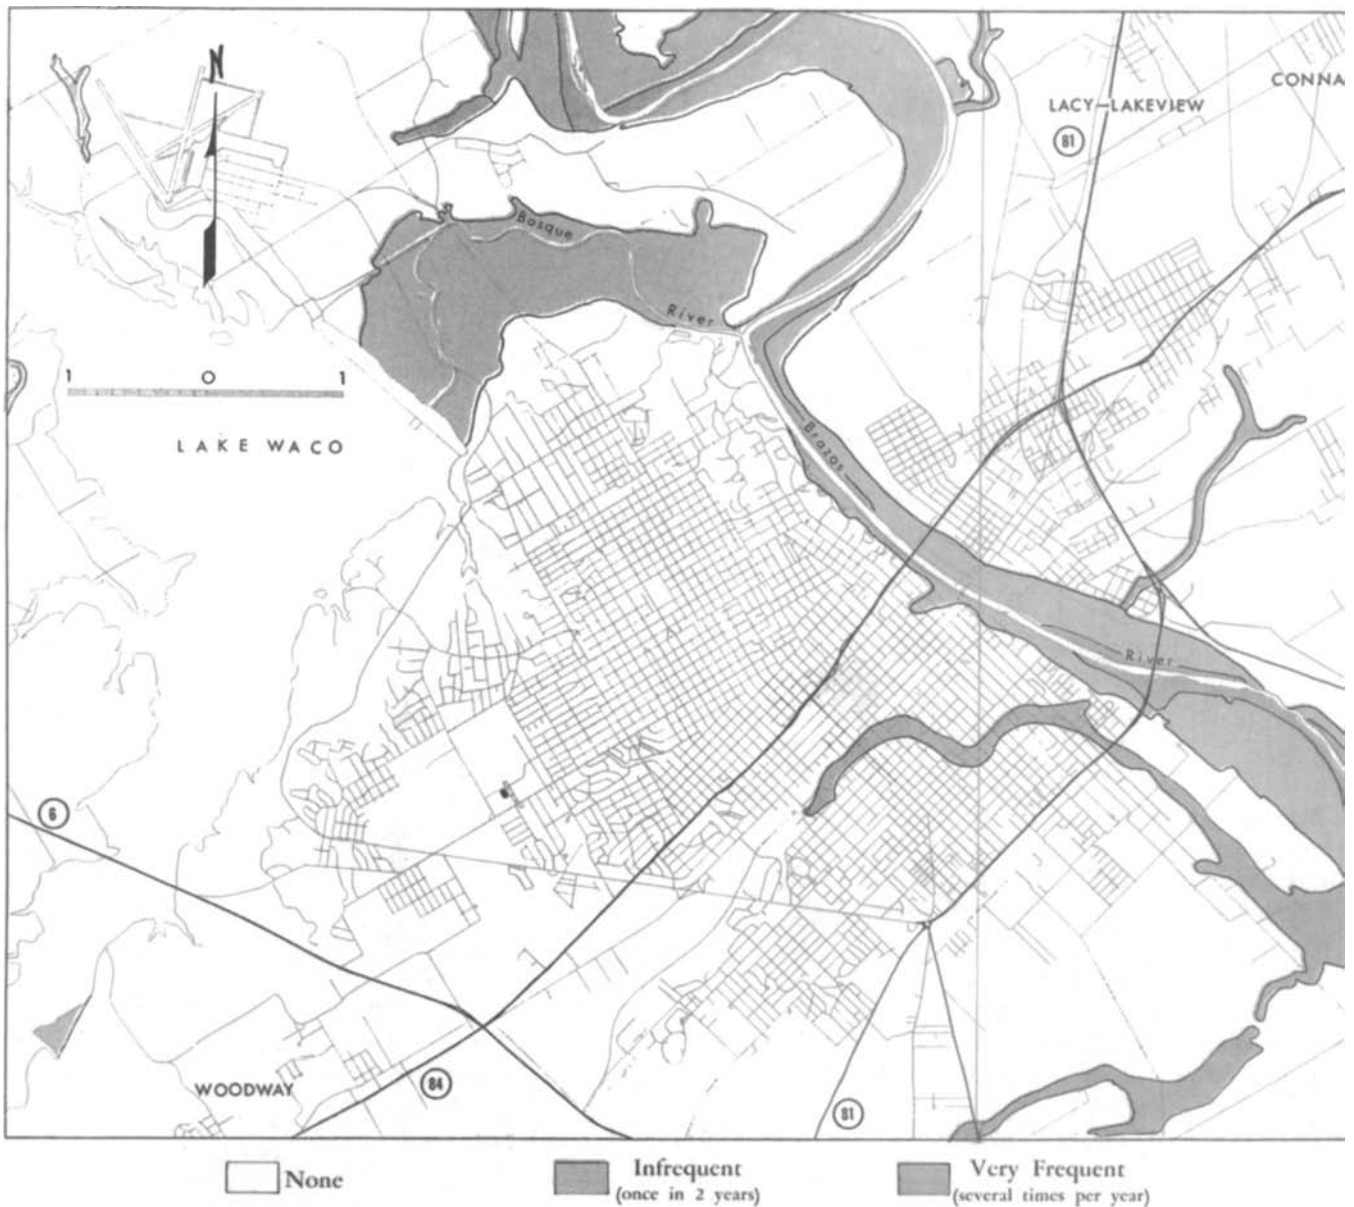 N
LACY-LAKEVIEW
CONNA
81
Bosque
River
1 0 1
LAKE WACO
Brazos
River
6
WOODWAY
84
81
None
Infrequent
(once in 2 years)
Very Frequent
(several times per year)